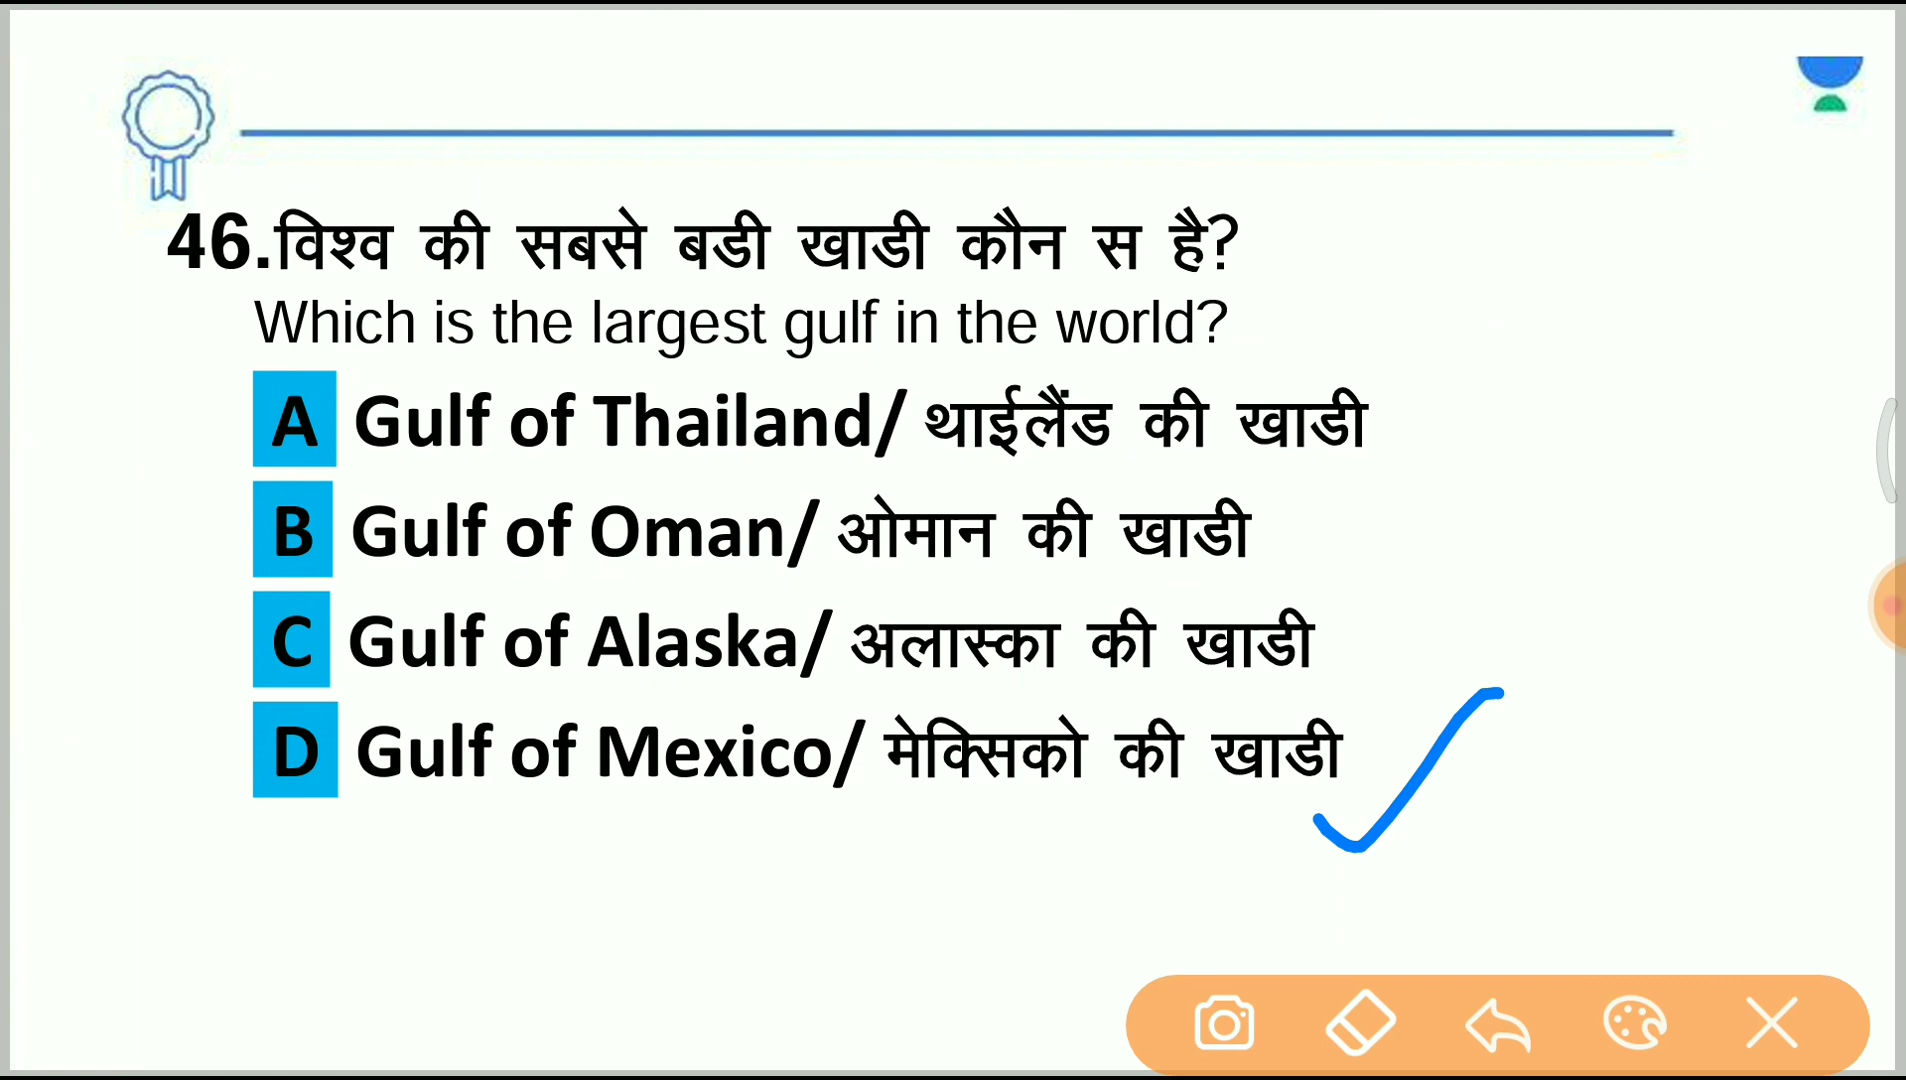 46.विश्व की सबसे बडी खाडी कौन स है?
Which is the largest gulf in the world?
A Gulf of Thailand/ थाईलैंड की खाडी
B Gulf of Oman/ ओमान की खाडी
C Gulf of Alaska/ अलास्का की खाडी
D Gulf of Mexico/ मेक्सिको की खाडी